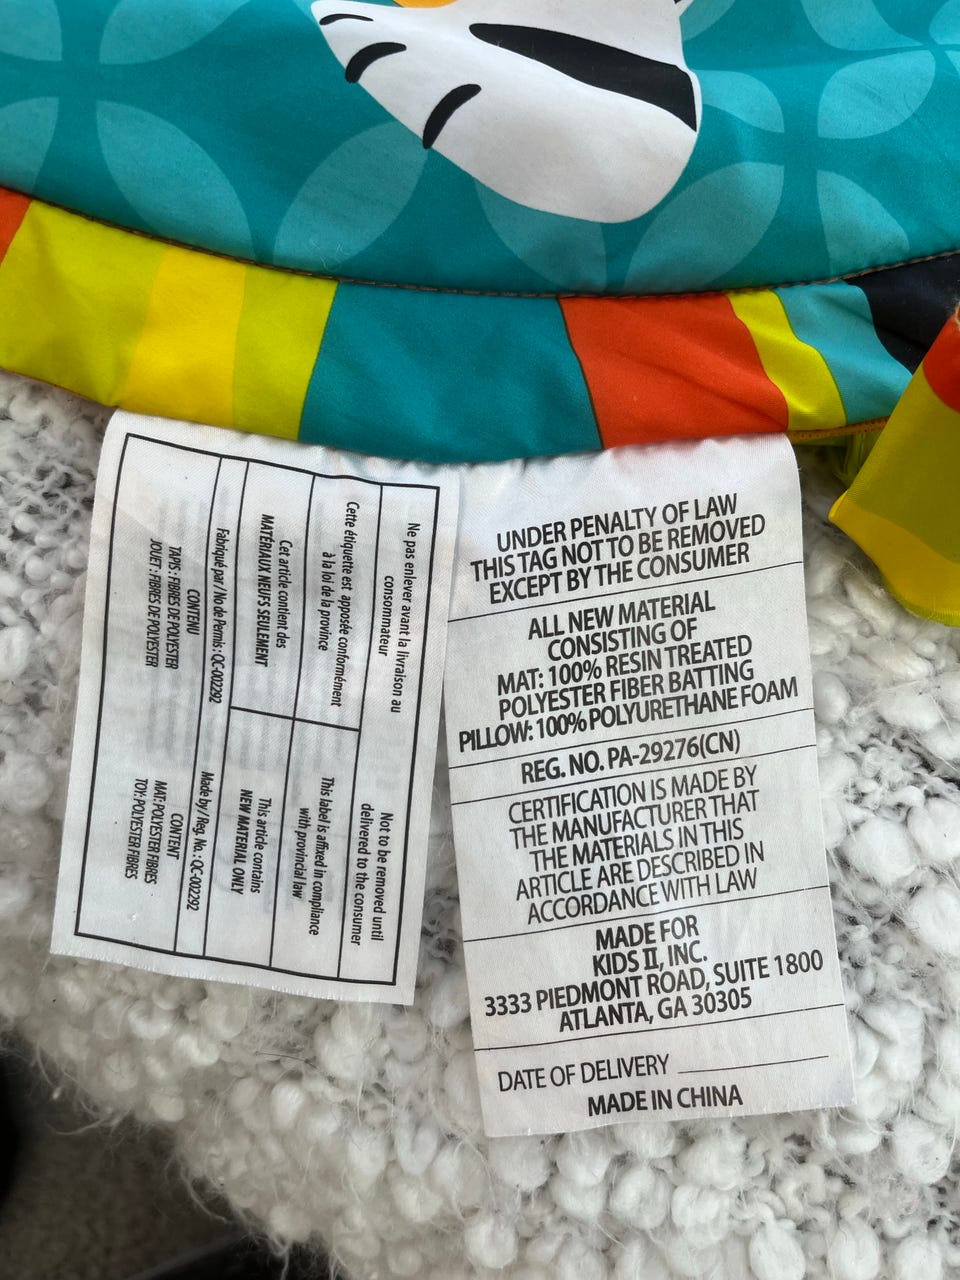 Ne pas enlever avant la livraison au
consommateur
Not to be removed until
delivered to the consumer
Cette étiquette est apposée conformément
à la loi de la province
This label is affixed in compliance
with provincial law
Cet article contient des
MATÉRIAUX NEUFS SEULEMENT
This article contains
NEW MATERIAL ONLY
Fabriqué par / No de Permis : QC-002292
Made by / Reg. No. : QC-002292
CONTENU
TAPIS : FIBRES DE POLYESTER
JOUET : FIBRES DE POLYESTER
CONTENT
MAT: POLYESTER FIBRES
TOY: POLYESTER FIBRES
UNDER PENALTY OF LAW
THIS TAG NOT TO BE REMOVED
EXCEPT BY THE CONSUMER
ALL NEW MATERIAL
CONSISTING OF
MAT: 100% RESIN TREATED
POLYESTER FIBER BATTING
PILLOW: 100% POLYURETHANE FOAM
REG. NO. PA-29276(CN)
CERTIFICATION IS MADE BY
THE MANUFACTURER THAT
THE MATERIALS IN THIS
ARTICLE ARE DESCRIBED IN
ACCORDANCE WITH LAW
MADE FOR
KIDS II, INC.
3333 PIEDMONT ROAD, SUITE 1800
ATLANTA, GA 30305
DATE OF DELIVERY
MADE IN CHINA